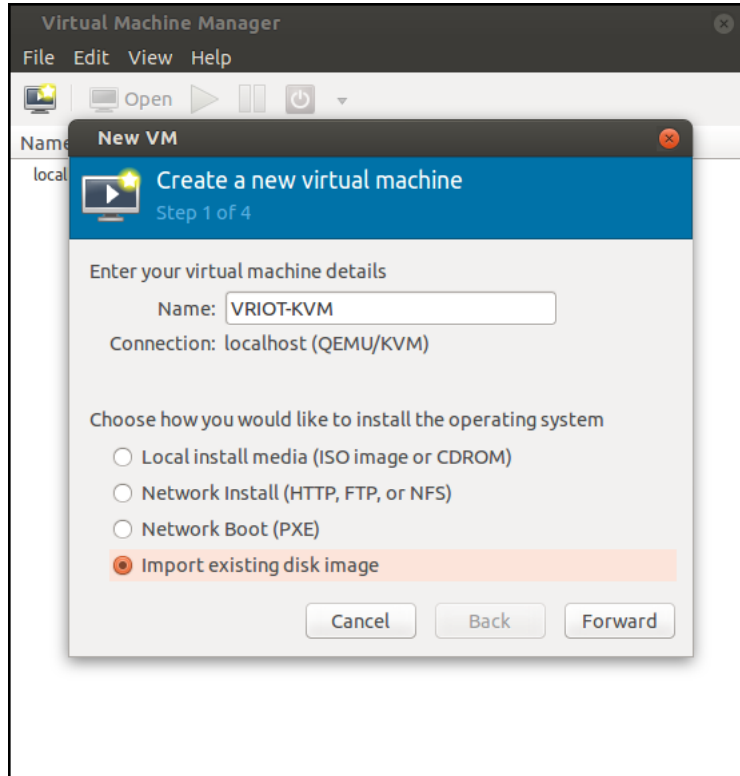 Virtual Machine Manager
File Edit View Help
Open
Name
New VM
local
Create a new virtual machine
Step 1 of 4
Enter your virtual machine details
Name: VRIOT-KVM
Connection: localhost (QEMU/KVM)
Choose how you would like to install the operating system
Local install media (ISO image or CDROM)
Network Install (HTTP, FTP, or NFS)
Network Boot (PXE)
Import existing disk image
Cancel Back Forward